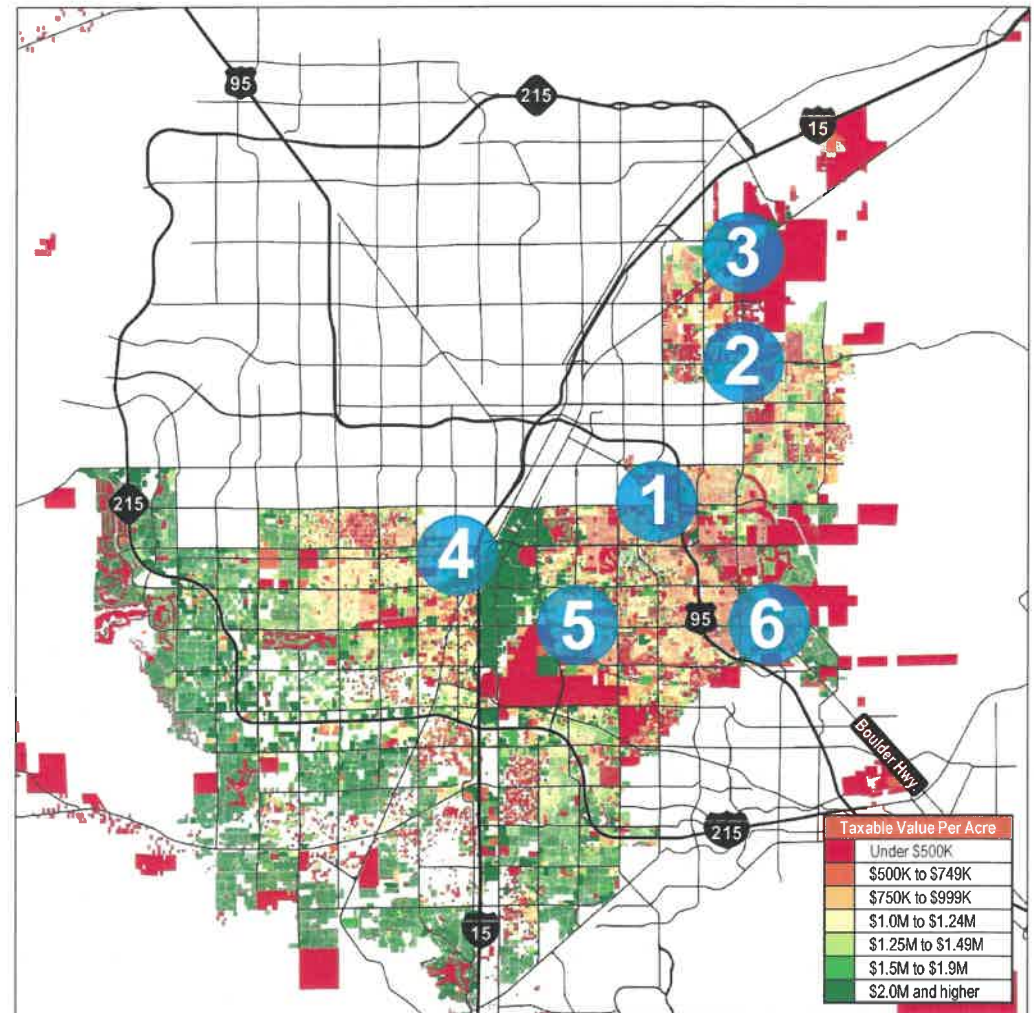 95
215
15
3
2
215
1
4
5
95
6
Boulder Hwy.
215
15
Taxable Value Per Acre
Under $500K
$500K to $749K
$750K to $999K
$1.0M to $1.24M
$1.25M to $1.49M
$1.5M to $1.9M
$2.0M and higher